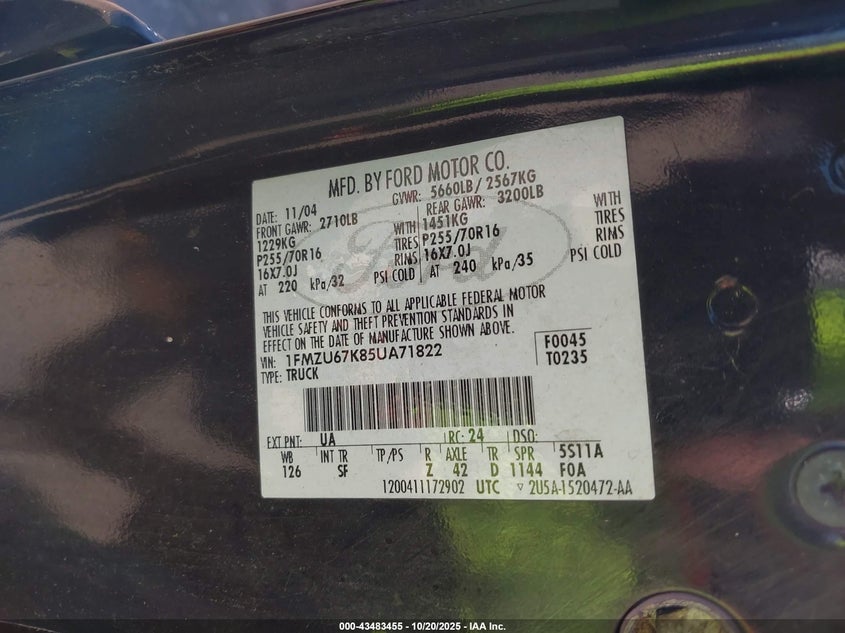 MFD. BY FORD MOTOR CO.
DATE: 11/04 GVWR: 5660LB/ 2567KG
FRONT GAWR: 2710LB REAR GAWR: 3200LB
1229KG WITH 1451KG WITH
P255/70R16 TIRES P255/70R16 TIRES
16X7.0J RIMS 16X7.0J RIMS
AT 220 kPa/32 PSI COLD AT 240 kPa/35 PSI COLD
Ford
THIS VEHICLE CONFORMS TO ALL APPLICABLE FEDERAL MOTOR
VEHICLE SAFETY AND THEFT PREVENTION STANDARDS IN
EFFECT ON THE DATE OF MANUFACTURE SHOWN ABOVE.
VIN: 1FMZU67K85UA71822 F0045
TYPE: TRUCK T0235
EXT PNT: UA RC: 24 DSO:
WB INT TR TP/PS R AXLE TR SPR 5S11A
126 SF Z 42 D 1144 F0A
1200411172902 UTC ▽ 2U5A-1520472-AA
000-43483455 | 10/20/2025 | IAA Inc.